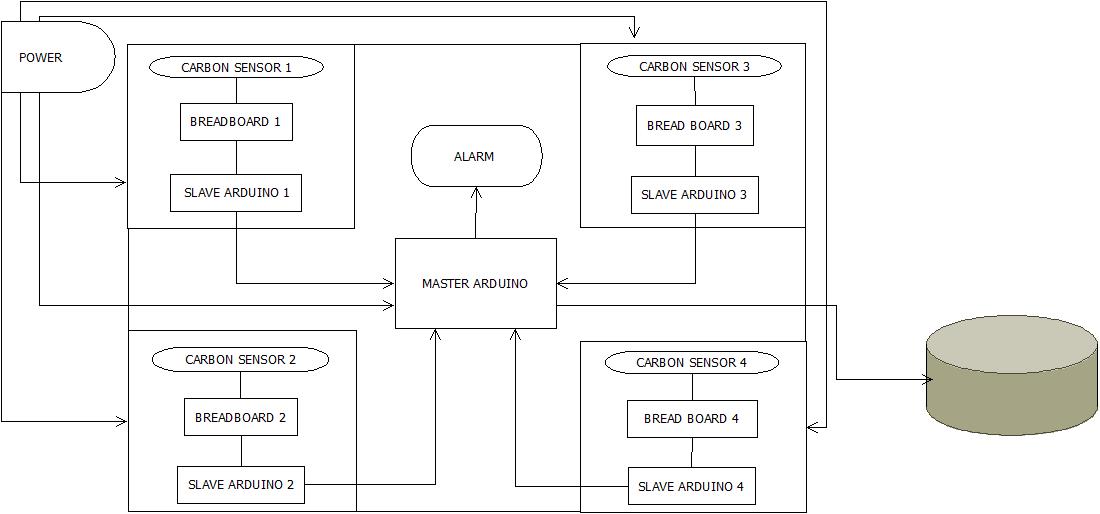 POWER
CARBON SENSOR 1
BREADBOARD 1
SLAVE ARDUINO 1
CARBON SENSOR 3
BREAD BOARD 3
SLAVE ARDUINO 3
ALARM
MASTER ARDUINO
CARBON SENSOR 2
BREADBOARD 2
SLAVE ARDUINO 2
CARBON SENSOR 4
BREAD BOARD 4
SLAVE ARDUINO 4